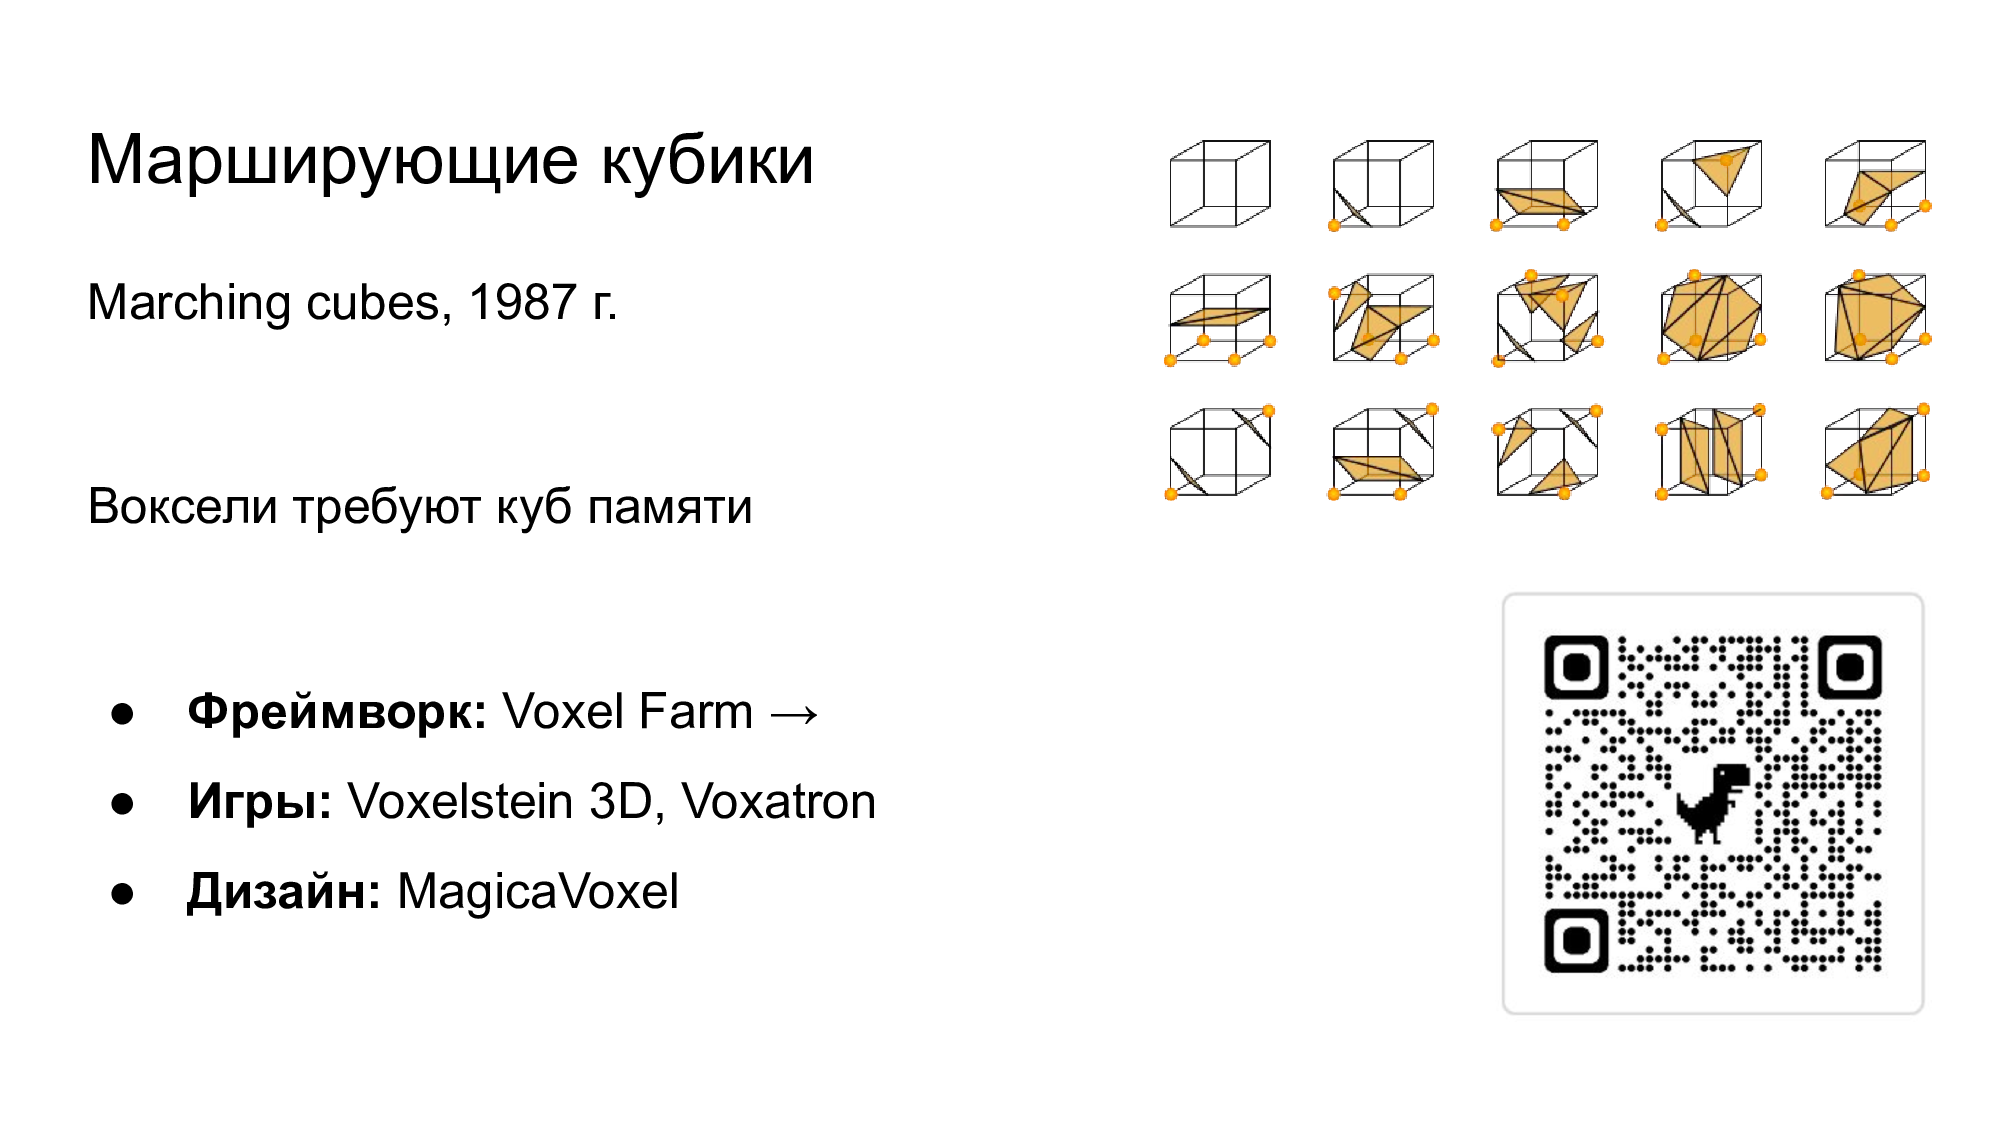 Марширующие кубики
Marching cubes, 1987 г.
Воксели требуют куб памяти
● Фреймворк: Voxel Farm →
● Игры: Voxelstein 3D, Voxatron
● Дизайн: MagicaVoxel